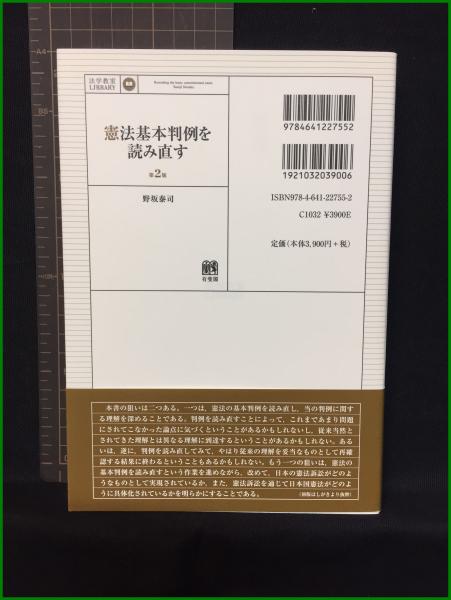 A4
B5
法学教室
LIBRARY
憲法基本判例を
読み直す
第2版
野坂泰司
有斐閣
9784641227552
1921032039006
ISBN978-4-641-22755-2
C1032 ¥3900E
定価(本体3,900円+税)
本書の狙いは二つある。一つは、憲法の基本判例を読み直し、当の判例に関す
る理解を深めることである。判例を読み直すことによって、これまであまり問題
にされてこなかった論点に気づくということがあるかもしれないし、従来当然と
されてきた理解とは異なる理解に到達するということがあるかもしれない。ある
いは、逆に、判例を読み直してみて、やはり従来の理解を妥当なものとして再確
認する結果に終わるということもあるかもしれない。もう一つの狙いは、憲法の
基本判例を読み直すという作業を進めながら、改めて、日本の憲法訴訟がどのよ
うなものとして実現されているか、また、憲法訴訟を通じて日本国憲法がどのよ
うに具体化されているかを明らかにすることである。
(初版はしがきより抜粋)